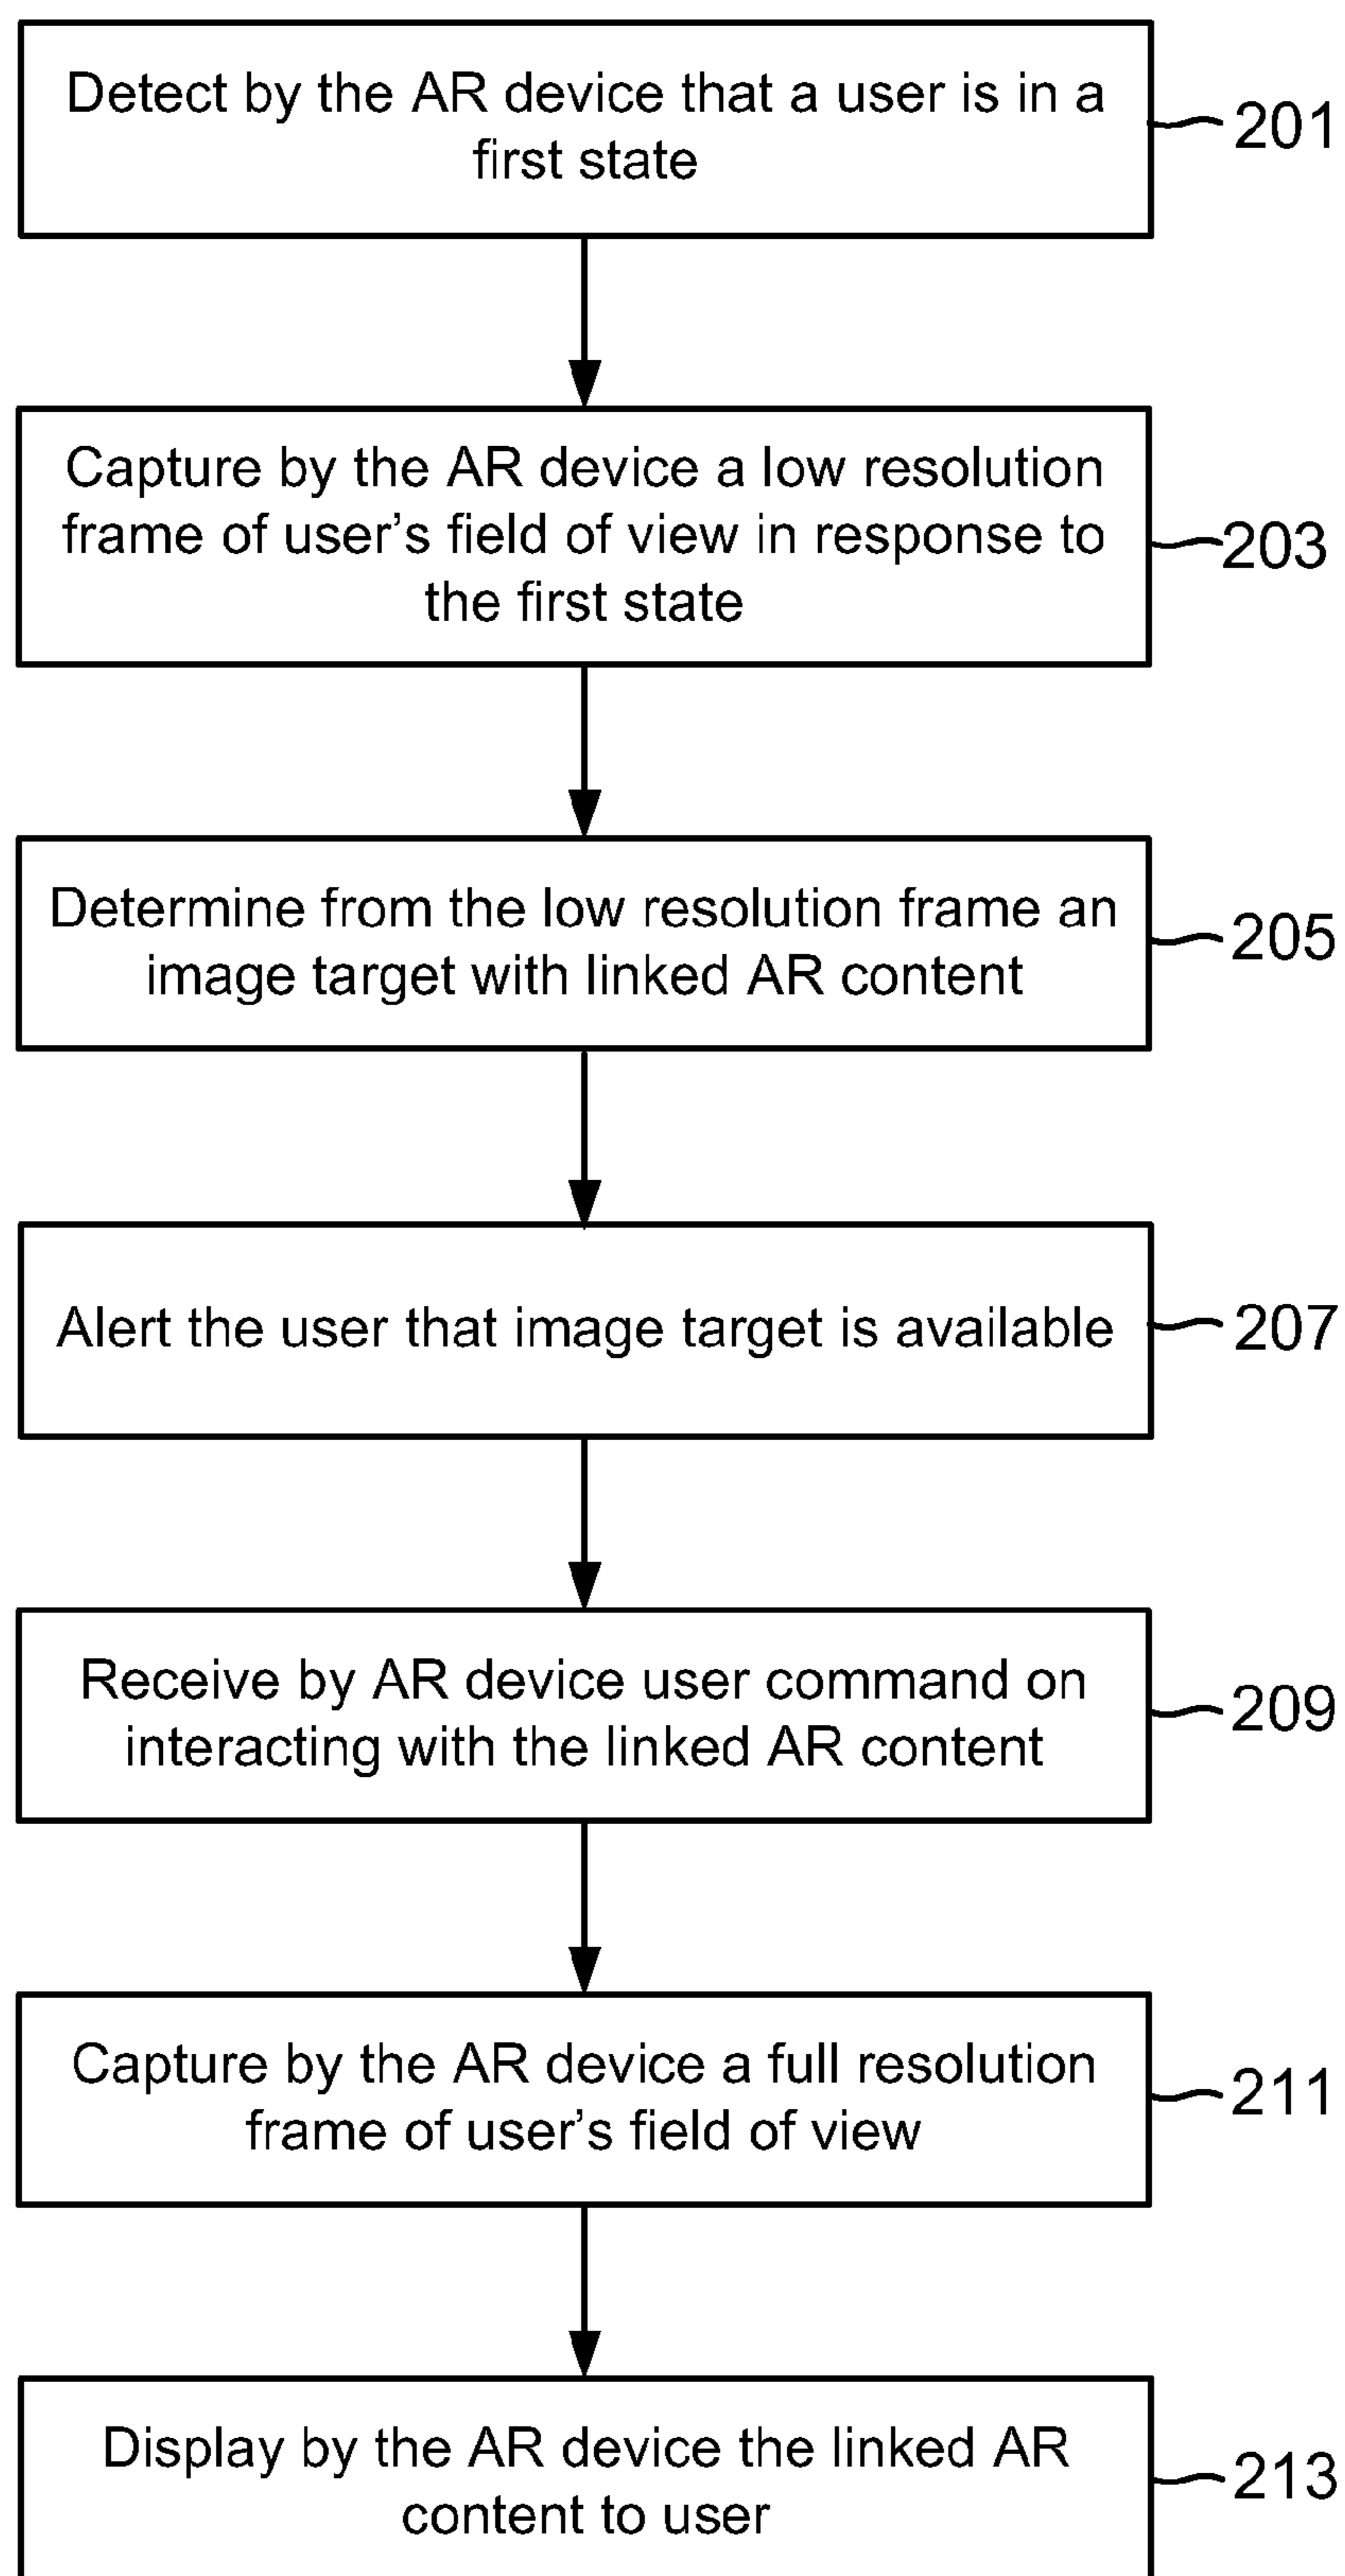 Detect by the AR device that a user is in a
first state
201
Capture by the AR device a low resolution
frame of user’s field of view in response to
the first state
203
Determine from the low resolution frame an
image target with linked AR content
205
Alert the user that image target is available
207
Receive by AR device user command on
interacting with the linked AR content
209
Capture by the AR device a full resolution
frame of user’s field of view
211
Display by the AR device the linked AR
content to user
213